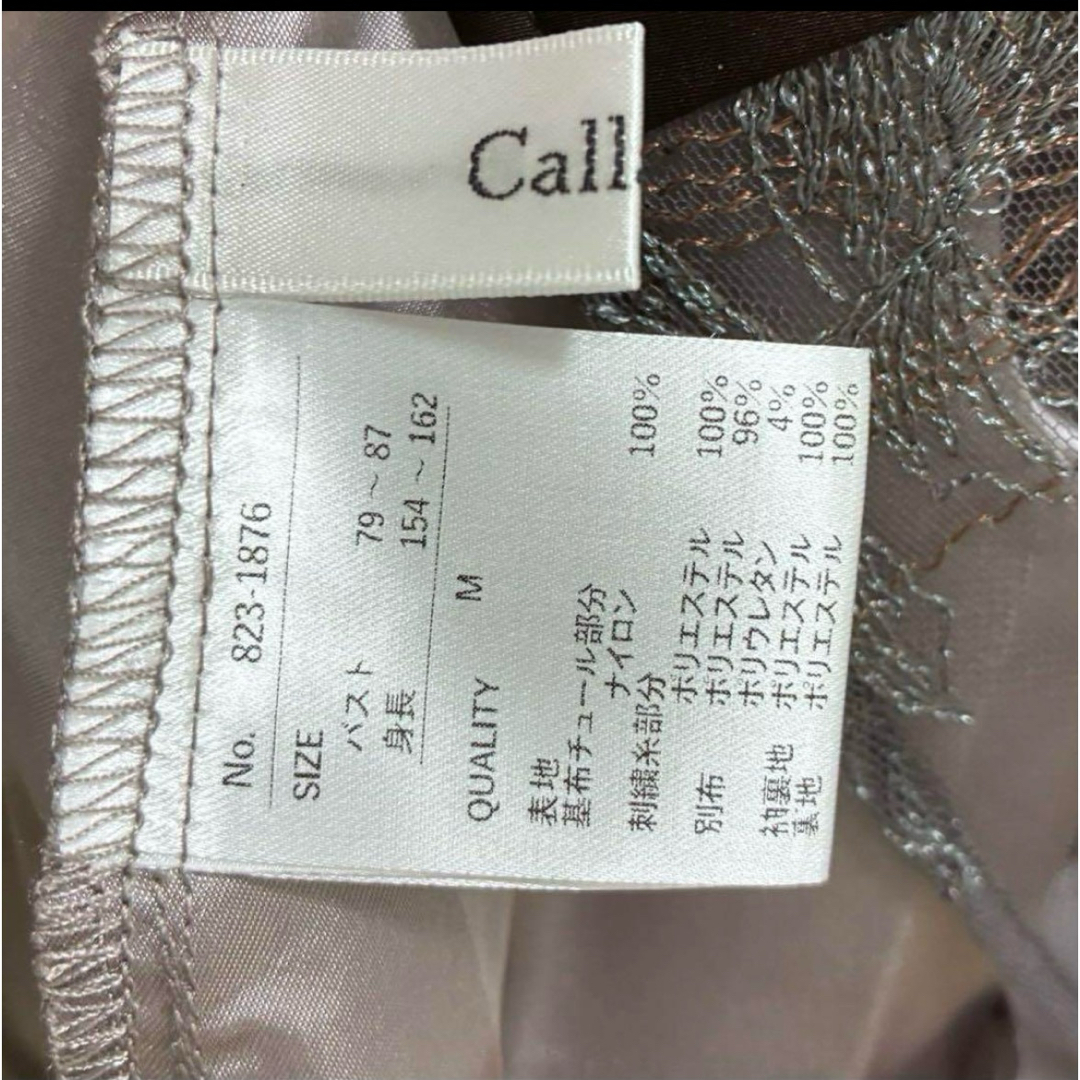 Call
No. 823-1876
SIZE
バスト 79～87
身長 154～162
QUALITY M
表地
基布チュール部分
ナイロン 100%
刺繍糸部分
ポリエステル 100%
別布 ポリエステル 96%
ポリウレタン 4%
袖裏地 ポリエステル 100%
裏地 ポリエステル 100%